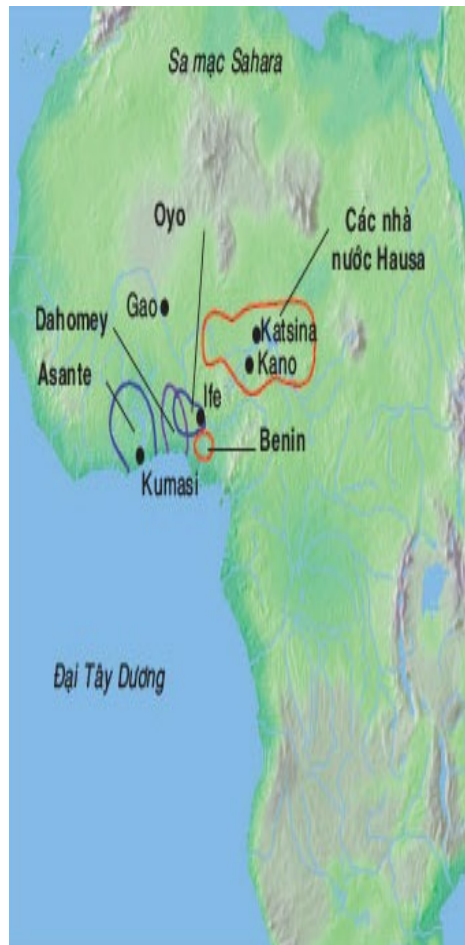 Sa mạc Sahara
Oyo
Các nhà
nước Hausa
Gao
Dahomey
Katsina
Asante
Kano
Ife
Benin
Kumasi
Đại Tây Dương